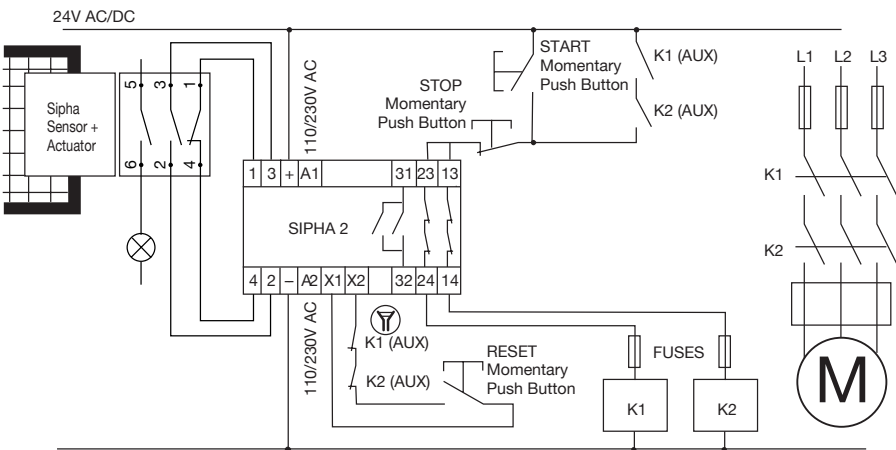 24V AC/DC
Sipha
Sensor +
Actuator
5 3 1
6 2 4
110/230V AC
START
Momentary
Push Button
STOP
Momentary
Push Button
K1 (AUX)
K2 (AUX)
L1 L2 L3
K1
K2
1 3 + A1 31 23 13
SIPHA 2
4 2 – A2 X1 X2 32 24 14
110/230V AC
K1 (AUX)
K2 (AUX)
RESET
Momentary
Push Button
FUSES
K1 K2
M